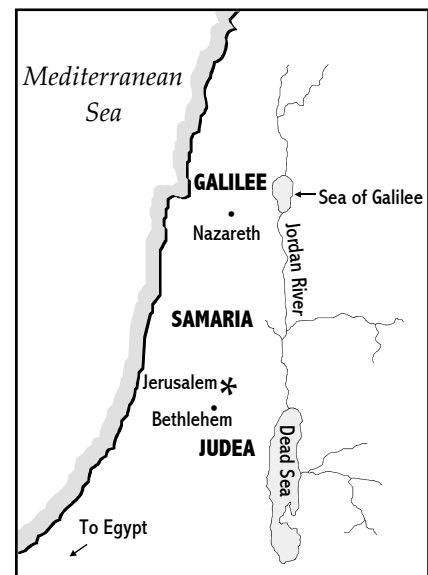 Mediterranean
Sea
GALILEE
Sea of Galilee
Nazareth
Jordan River
SAMARIA
Jerusalem
Bethlehem
JUDEA
Dead Sea
To Egypt